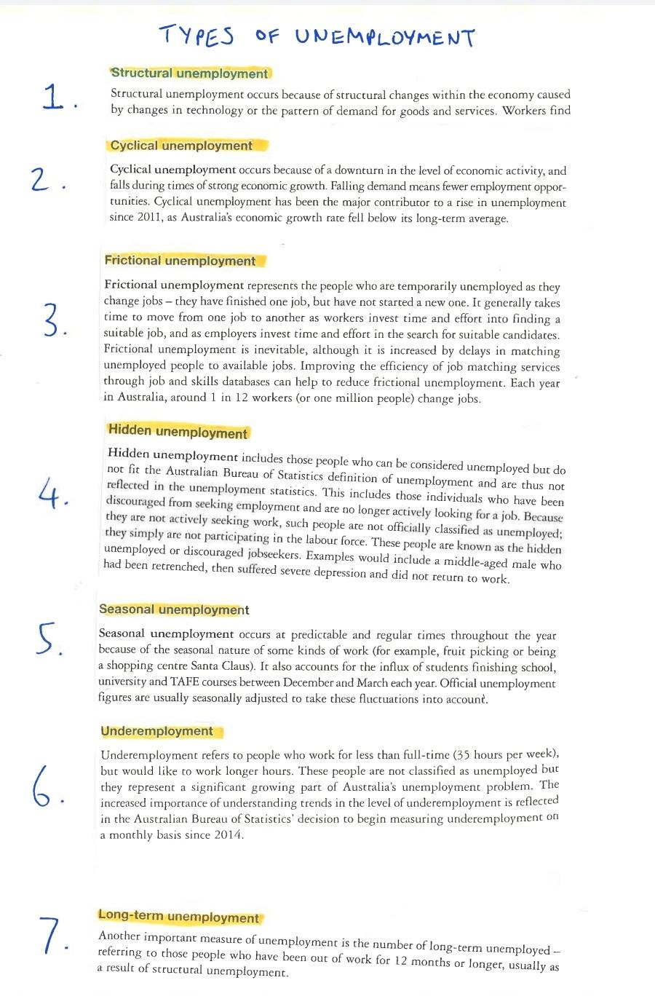 TYPES OF UNEMPLOYMENT
Structural unemployment
1.
Structural unemployment occurs because of structural changes within the economy caused
by changes in technology or the pattern of demand for goods and services. Workers find
Cyclical unemployment
2.
Cyclical unemployment occurs because of a downturn in the level of economic activity, and
falls during times of strong economic growth. Falling demand means fewer employment oppor-
tunities. Cyclical unemployment has been the major contributor to a rise in unemployment
since 2011, as Australia's economic growth rate fell below its long-term average.
Frictional unemployment
3.
Frictional unemployment represents the people who are temporarily unemployed as they
change jobs – they have finished one job, but have not started a new one. It generally takes
time to move from one job to another as workers invest time and effort into finding a
suitable job, and as employers invest time and effort in the search for suitable candidates.
Frictional unemployment is inevitable, although it is increased by delays in matching
unemployed people to available jobs. Improving the efficiency of job matching services
through job and skills databases can help to reduce frictional unemployment. Each year
in Australia, around 1 in 12 workers (or one million people) change jobs.
Hidden unemployment
4.
Hidden unemployment includes those people who can be considered unemployed but do
not fit the Australian Bureau of Statistics definition of unemployment and are thus not
reflected in the unemployment statistics. This includes those individuals who have been
discouraged from seeking employment and are no longer actively looking for a job. Because
they are not actively seeking work, such people are not officially classified as unemployed;
they simply are not participating in the labour force. These people are known as the hidden
unemployed or discouraged jobseekers. Examples would include a middle-aged male who
had been retrenched, then suffered severe depression and did not return to work.
Seasonal unemployment
5.
Seasonal unemployment occurs at predictable and regular times throughout the year
because of the seasonal nature of some kinds of work (for example, fruit picking or being
a shopping centre Santa Claus). It also accounts for the influx of students finishing school,
university and TAFE courses between December and March each year. Official unemployment
figures are usually seasonally adjusted to take these fluctuations into account.
Underemployment
6.
Underemployment refers to people who work for less than full-time (35 hours per week),
but would like to work longer hours. These people are not classified as unemployed but
they represent a significant growing part of Australia's unemployment problem. The
increased importance of understanding trends in the level of underemployment is reflected
in the Australian Bureau of Statistics' decision to begin measuring underemployment on
a monthly basis since 2014.
Long-term unemployment
7.
Another important measure of unemployment is the number of long-term unemployed –
referring to those people who have been out of work for 12 months or longer, usually as
a result of structural unemployment.